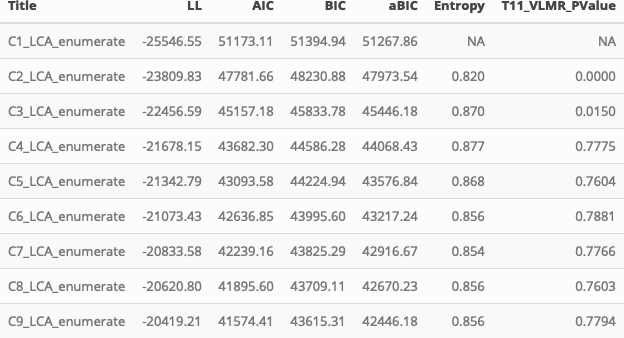 Title LL AIC BIC aBIC Entropy T11_VLMR_PValue
C1_LCA_enumerate -25546.55 51173.11 51394.94 51267.86 NA NA
C2_LCA_enumerate -23809.83 47781.66 48230.88 47973.54 0.820 0.0000
C3_LCA_enumerate -22456.59 45157.18 45833.78 45446.18 0.870 0.0150
C4_LCA_enumerate -21678.15 43682.30 44586.28 44068.43 0.877 0.7775
C5_LCA_enumerate -21342.79 43093.58 44224.94 43576.84 0.868 0.7604
C6_LCA_enumerate -21073.43 42636.85 43995.60 43217.24 0.856 0.7881
C7_LCA_enumerate -20833.58 42239.16 43825.29 42916.67 0.854 0.7766
C8_LCA_enumerate -20620.80 41895.60 43709.11 42670.23 0.856 0.7603
C9_LCA_enumerate -20419.21 41574.41 43615.31 42446.18 0.856 0.7794